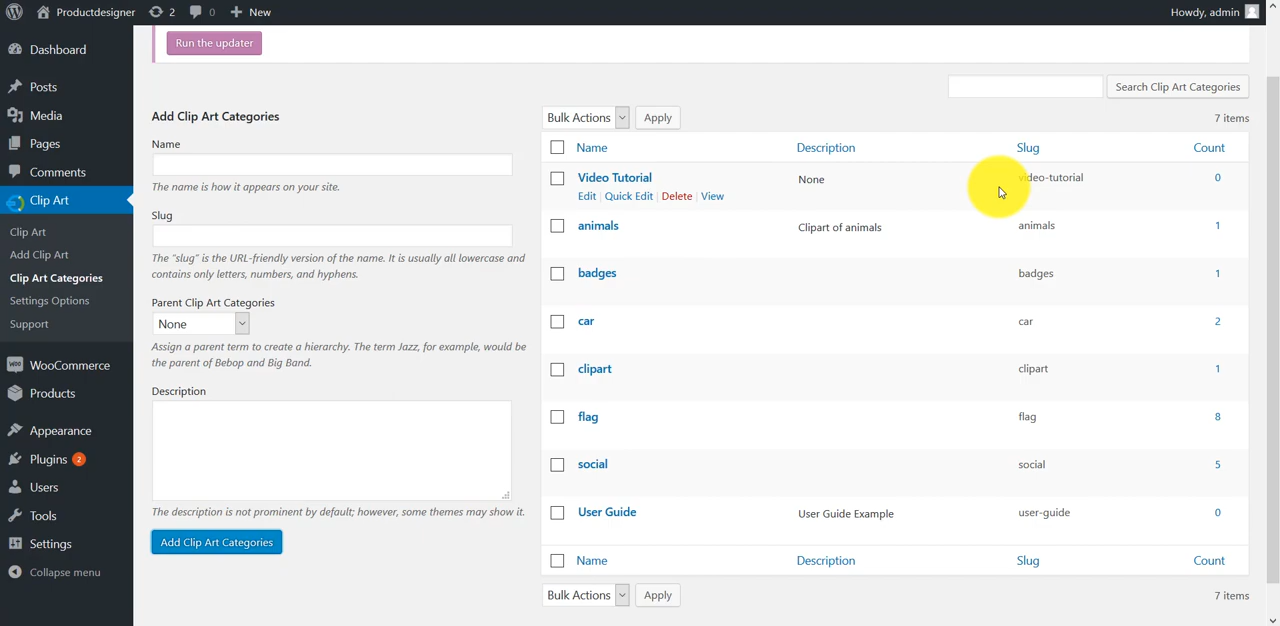 Productdesigner 2 0 New Howdy, admin
Run the updater
Dashboard
Posts
Media
Pages
Comments
Clip Art
Clip Art
Add Clip Art
Clip Art Categories
Settings Options
Support
WooCommerce
Products
Appearance
Plugins 2
Users
Tools
Settings
Collapse menu
Search Clip Art Categories
Add Clip Art Categories
Name
The name is how it appears on your site.
Slug
The "slug" is the URL-friendly version of the name. It is usually all lowercase and
contains only letters, numbers, and hyphens.
Parent Clip Art Categories
None
Assign a parent term to create a hierarchy. The term Jazz, for example, would be
the parent of Bebop and Big Band.
Description
The description is not prominent by default; however, some themes may show it.
Add Clip Art Categories
Bulk Actions Apply 7 items
Name Description Slug Count
Video Tutorial None video-tutorial 0
Edit | Quick Edit | Delete | View
animals Clipart of animals animals 1
badges badges 1
car car 2
clipart clipart 1
flag flag 8
social social 5
User Guide User Guide Example user-guide 0
Name Description Slug Count
Bulk Actions Apply 7 items